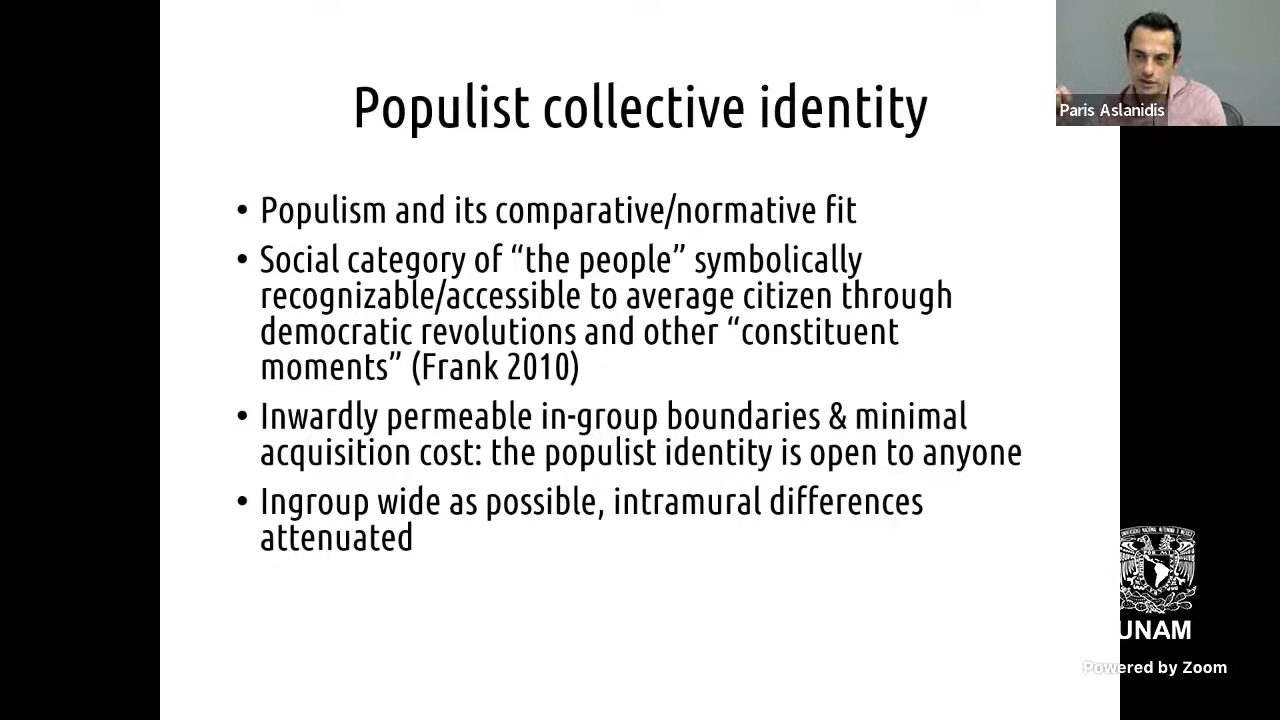 Populist collective identity
Paris Aslanidis
• Populism and its comparative/normative fit
• Social category of “the people” symbolically
recognizable/accessible to average citizen through
democratic revolutions and other “constituent
moments” (Frank 2010)
• Inwardly permeable in-group boundaries & minimal
acquisition cost: the populist identity is open to anyone
• Ingroup wide as possible, intramural differences
attenuated
UNAM
Powered by Zoom